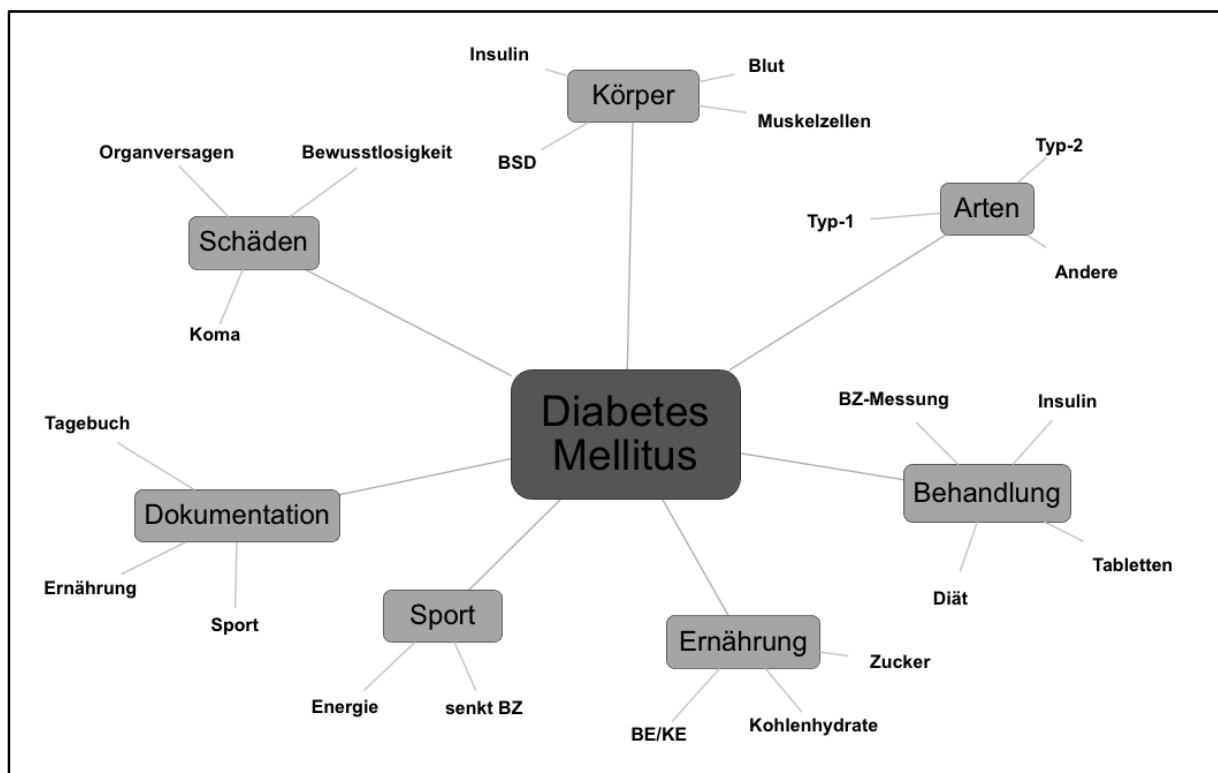 Insulin
Blut
Körper
Muskelzellen
BSD
Organversagen
Bewusstlosigkeit
Schäden
Koma
Typ-2
Typ-1
Arten
Andere
Diabetes
Mellitus
BZ-Messung
Insulin
Behandlung
Tabletten
Diät
Tagebuch
Dokumentation
Ernährung
Sport
Sport
Energie
senkt BZ
Ernährung
Zucker
BE/KE
Kohlenhydrate